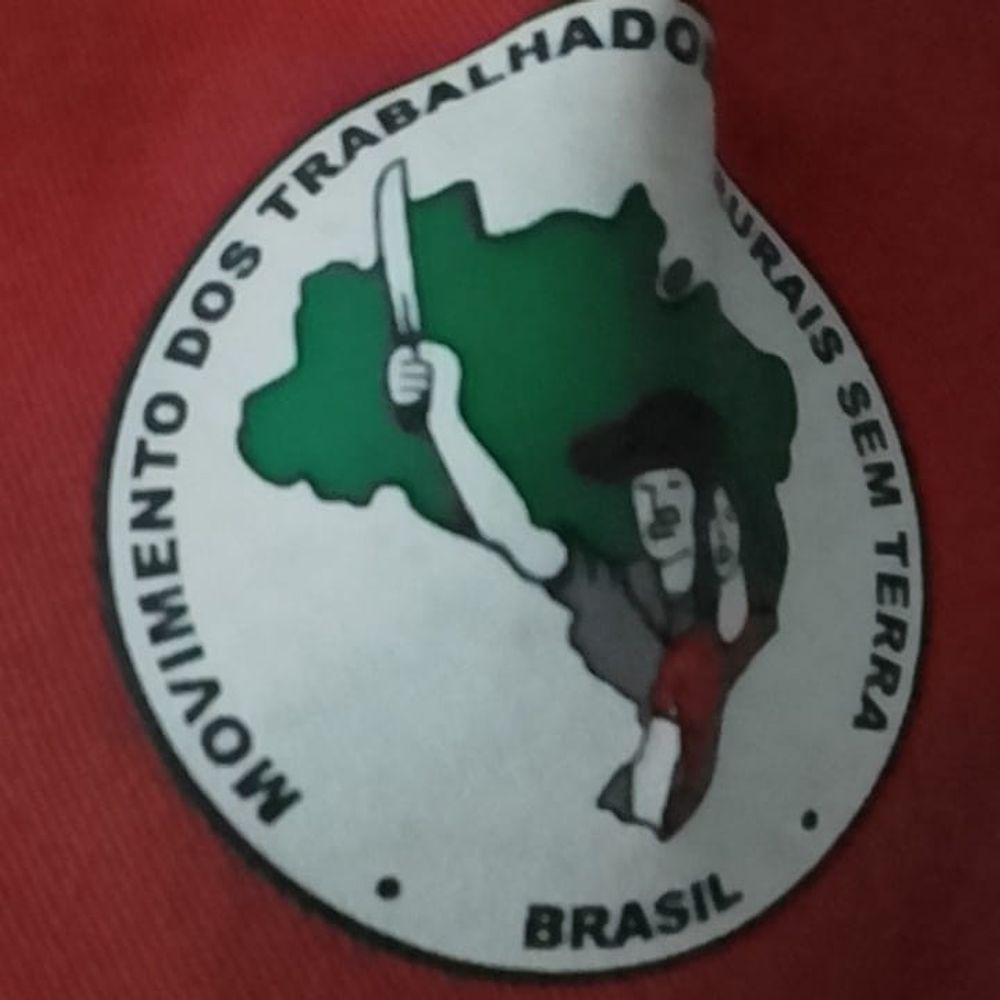 MOVIMENTO DOS TRABALHADO URAIS SEM TERRA
BRASIL